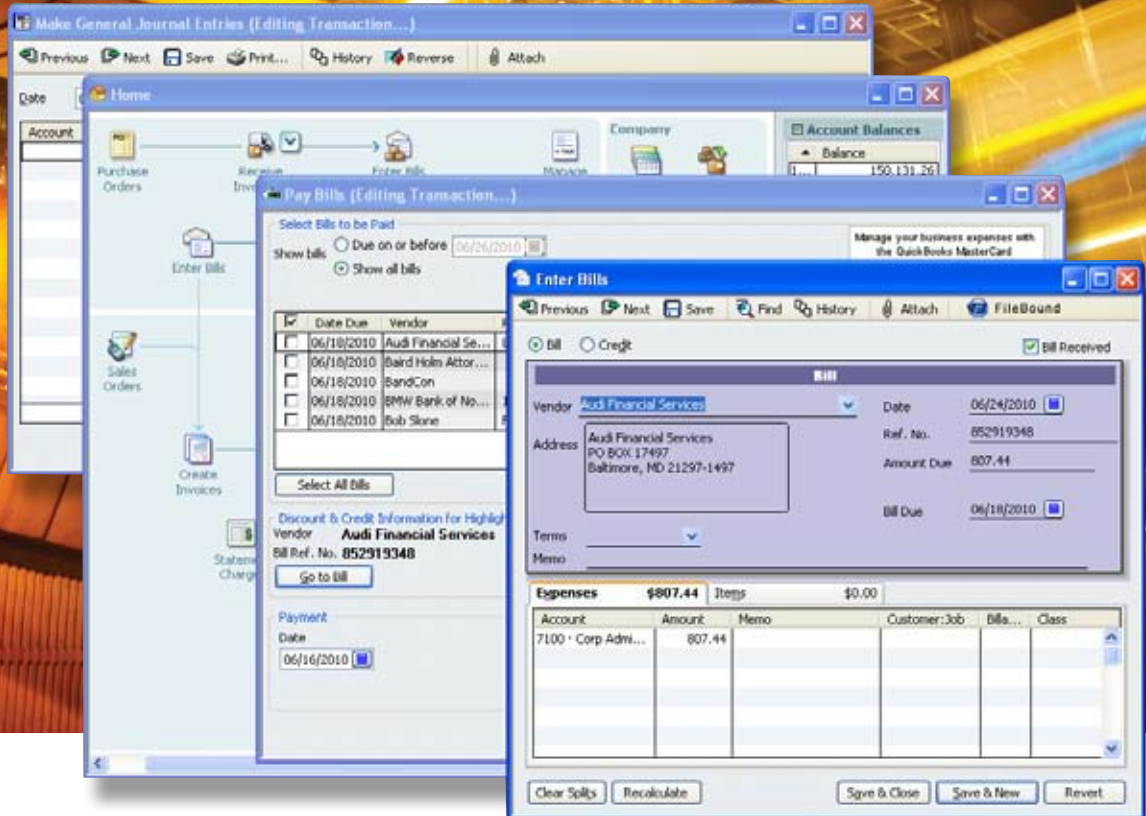 Make General Journal Entries (Editing Transaction...)
Previous Next Save Print... History Reverse Attach
Date
Account
Home
Purchase Orders
Enter Bills
Manage
Company
Account Balances
Balance
1... 150,131.26
Enter Bills
Sales Orders
Create Invoices
Pay Bills (Editing Transaction...)
Select Bills to be Paid
Show bills Due on or before 06/26/2010
Show all bills
Manage your business expenses with
the QuickBooks MasterCard
Date Due Vendor
06/18/2010 Audi Financial Se...
06/18/2010 Baird Holm Attor...
06/18/2010 BandCon
06/18/2010 BMW Bank of No...
06/18/2010 Bob Slone
Select All Bills
Discount & Credit Information for Highlig
Vendor Audi Financial Services
Bill Ref. No. 852919348
Go to Bill
Payment
Date
06/16/2010
Enter Bills
Previous Next Save Find History Attach FileBound
Bill Credit Bill Received
Bill
Vendor Audi Financial Services Date 06/24/2010
Ref. No. 852919348
Address Audi Financial Services
PO BOX 17497
Baltimore, MD 21297-1497
Amount Due 807.44
Bill Due 06/18/2010
Terms
Memo
Expenses $807.44 Items $0.00
Account Amount Memo Customer:Job Billa... Class
7100 · Corp Admi... 807.44
Clear Splits Recalculate Save & Close Save & New Revert